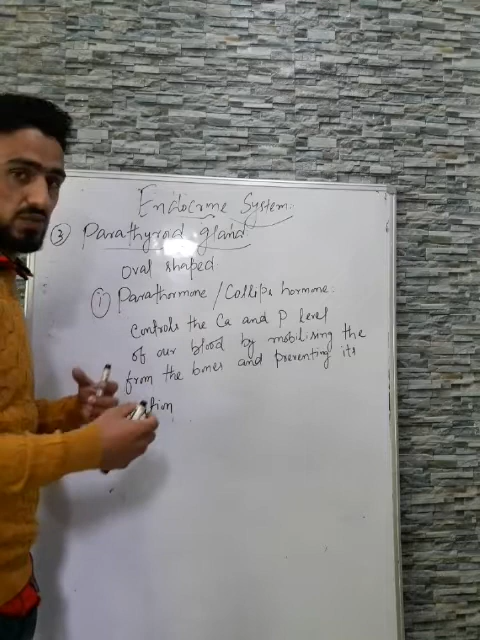 Endocrine System:
③ Parathyroid gland
Oval shaped
① Parathormone / Collip's hormone:
Controls the Ca and P level
of our blood by mobilising the
from the bones and preventing its